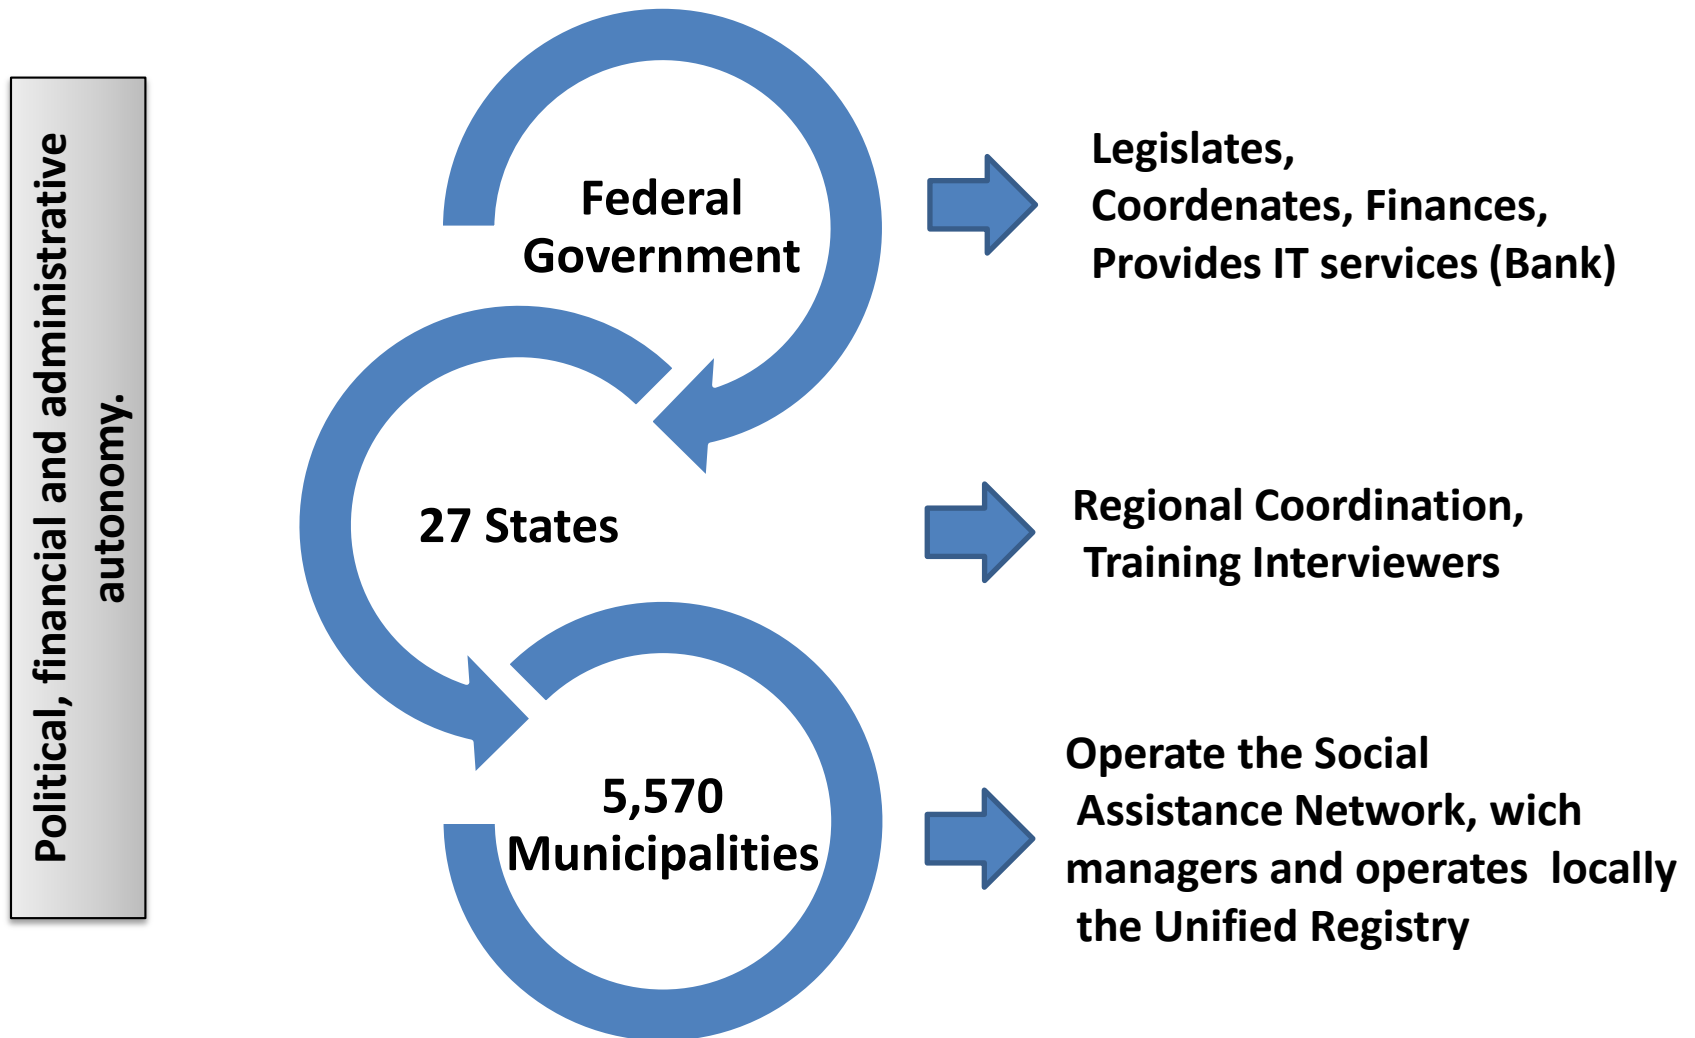 Political, financial and administrative
autonomy.
Federal
Government
Legislates,
Coordenates, Finances,
Provides IT services (Bank)
27 States
Regional Coordination,
Training Interviewers
5,570
Municipalities
Operate the Social
Assistance Network, wich
managers and operates locally
the Unified Registry